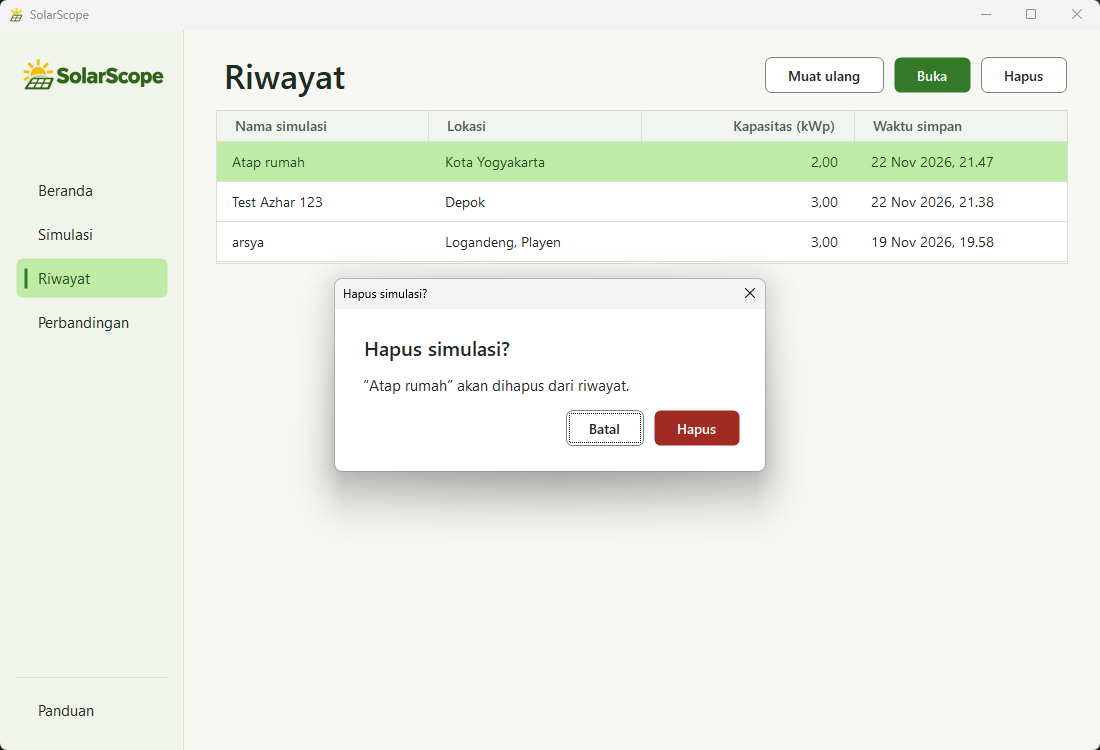 SolarScope
SolarScope
Riwayat
Muat ulang
Buka
Hapus
Nama simulasi
Lokasi
Kapasitas (kWp)
Waktu simpan
Atap rumah
Kota Yogyakarta
2,00
22 Nov 2026, 21.47
Test Azhar 123
Depok
3,00
22 Nov 2026, 21.38
arsya
Logandeng, Playen
3,00
19 Nov 2026, 19.58
Beranda
Simulasi
Riwayat
Perbandingan
Hapus simulasi?
Hapus simulasi?
“Atap rumah” akan dihapus dari riwayat.
Batal
Hapus
Panduan